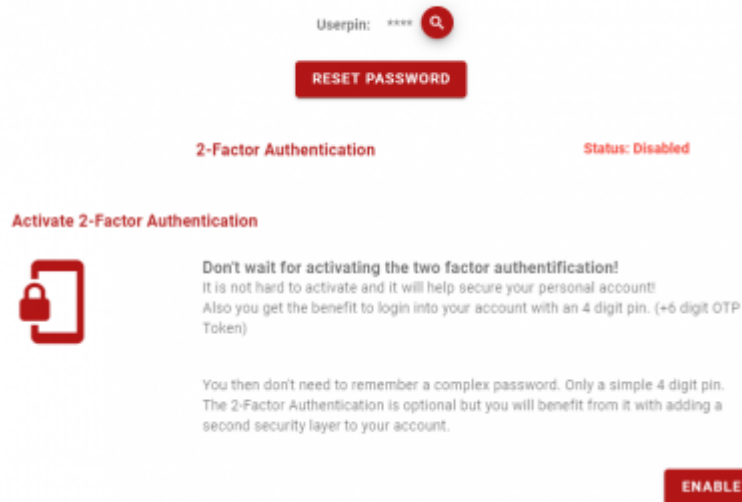 Userpin: ****
RESET PASSWORD
2-Factor Authentication
Status: Disabled
Activate 2-Factor Authentication
Don't wait for activating the two factor authentification!
It is not hard to activate and it will help secure your personal account!
Also you get the benefit to login into your account with an 4 digit pin. (+6 digit OTP
Token)
You then don't need to remember a complex password. Only a simple 4 digit pin.
The 2-Factor Authentication is optional but you will benefit from it with adding a
second security layer to your account.
ENABLE